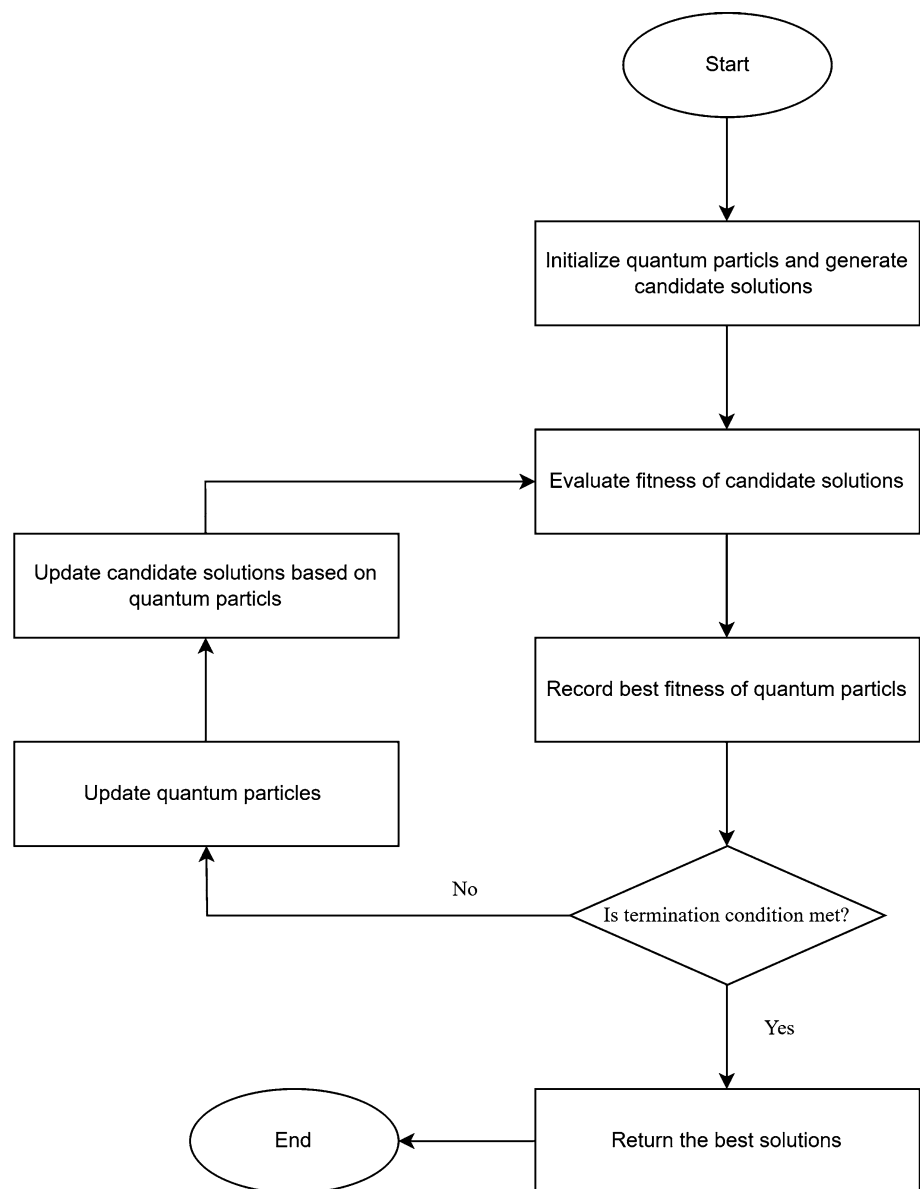 Start
Initialize quantum particls and generate
candidate solutions
Evaluate fitness of candidate solutions
Update candidate solutions based on
quantum particls
Record best fitness of quantum particls
Update quantum particles
No
Is termination condition met?
Yes
End
Return the best solutions